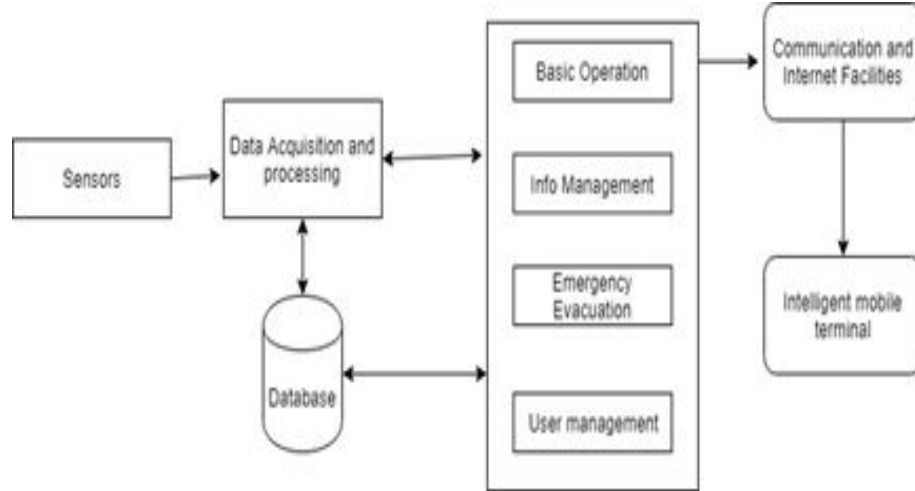 Sensors
Data Acquisition and
processing
Database
Basic Operation
Info Management
Emergency
Evacuation
User management
Communication and
Internet Facilities
Intelligent mobile
terminal